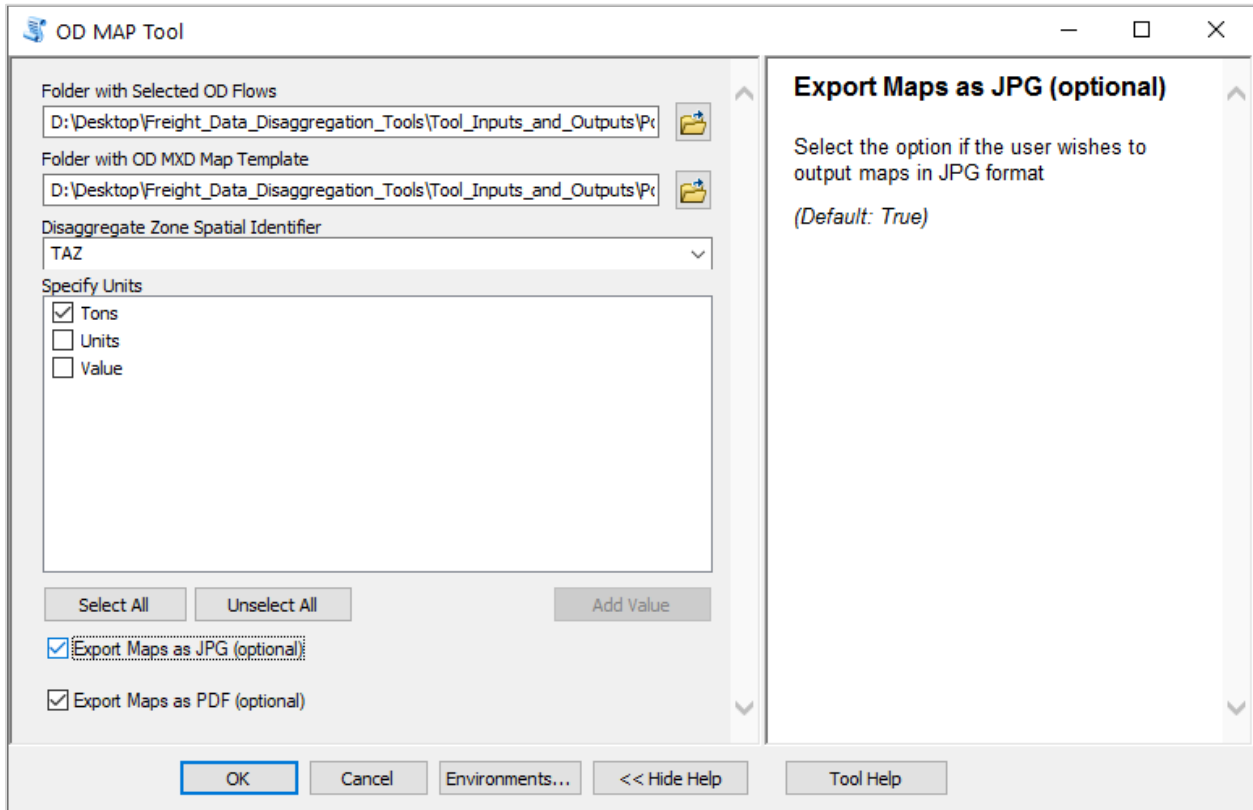 OD MAP Tool
Folder with Selected OD Flows
D:\Desktop\Freight_Data_Disaggregation_Tools\Tool_Inputs_and_Outputs\Po
Folder with OD MXD Map Template
D:\Desktop\Freight_Data_Disaggregation_Tools\Tool_Inputs_and_Outputs\Po
Disaggregate Zone Spatial Identifier
TAZ
Specify Units
Tons
Units
Value
Select All
Unselect All
Add Value
Export Maps as JPG (optional)
Export Maps as PDF (optional)
OK
Cancel
Environments...
<< Hide Help
Export Maps as JPG (optional)
Select the option if the user wishes to
output maps in JPG format
(Default: True)
Tool Help